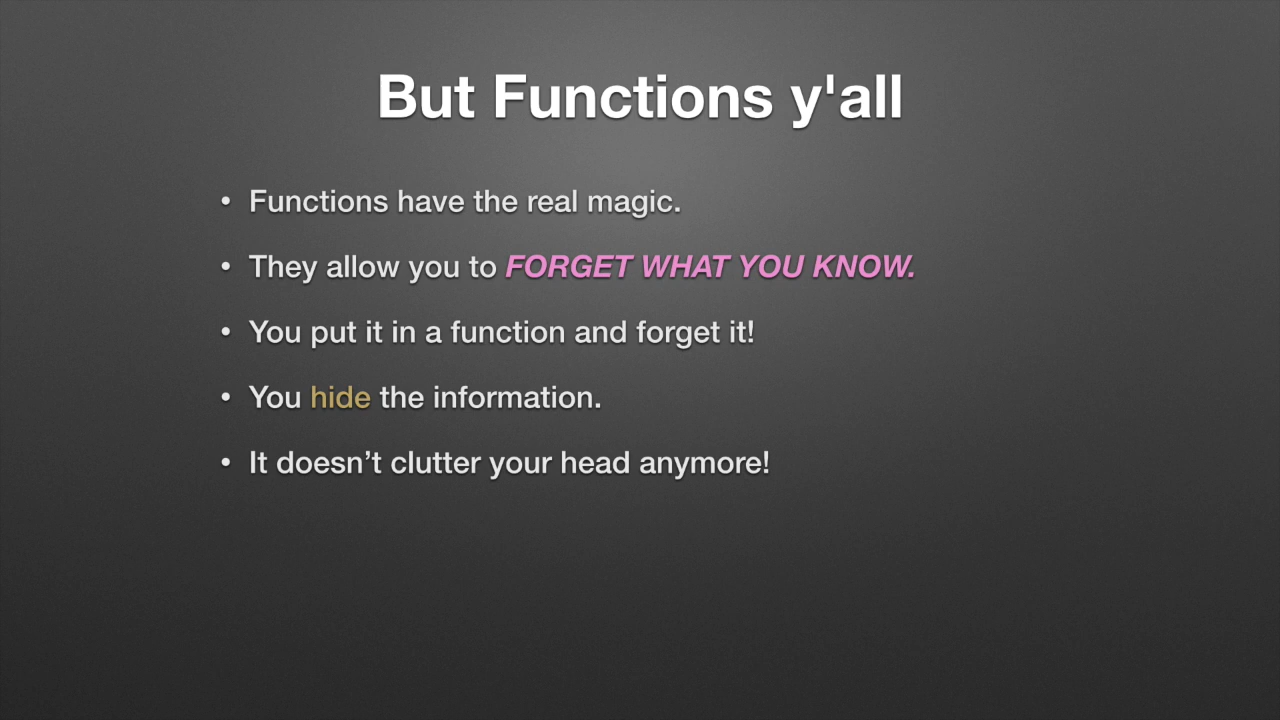 But Functions y'all
• Functions have the real magic.
• They allow you to FORGET WHAT YOU KNOW.
• You put it in a function and forget it!
• You hide the information.
• It doesn’t clutter your head anymore!